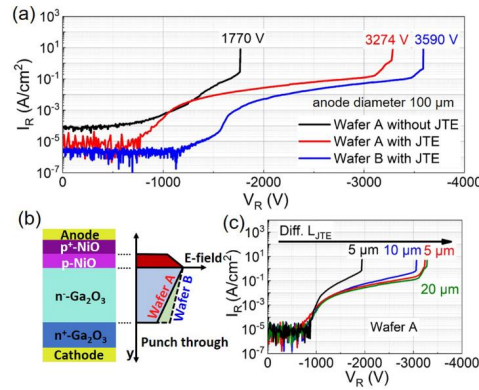 (a)
1770 V
3274 V
3590 V
10³
10¹
10⁻¹
10⁻³
10⁻⁵
10⁻⁷
I_R (A/cm²)
anode diameter 100 μm
Wafer A without JTE
Wafer A with JTE
Wafer B with JTE
0
-1000
-2000
-3000
-4000
V_R (V)
(b)
Anode
p⁺-NiO
p-NiO
n⁻-Ga₂O₃
n⁺-Ga₂O₃
Cathode
E-field
Wafer A
Wafer B
Punch through
y
(c)
Diff. L_JTE
5 μm
10 μm
5 μm
20 μm
10³
10¹
10⁻¹
10⁻³
10⁻⁵
10⁻⁷
I_R (A/cm²)
Wafer A
0
-1000
-2000
-3000
-4000
V_R (V)